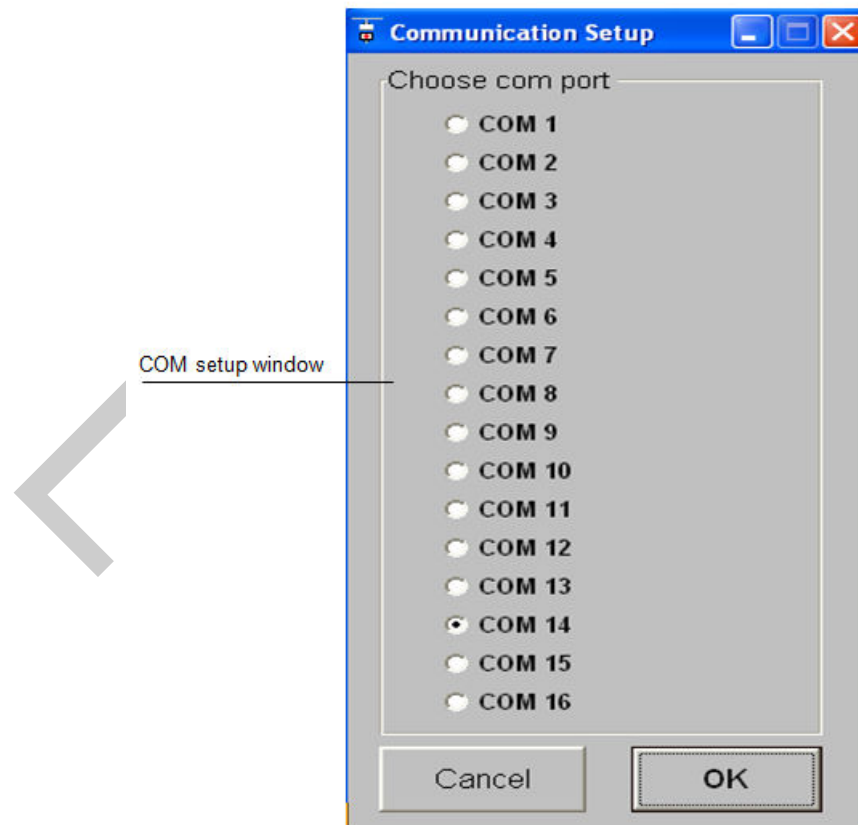 Communication Setup
Choose com port
COM 1
COM 2
COM 3
COM 4
COM 5
COM 6
COM setup window
COM 7
COM 8
COM 9
COM 10
COM 11
COM 12
COM 13
COM 14
COM 15
COM 16
Cancel
OK